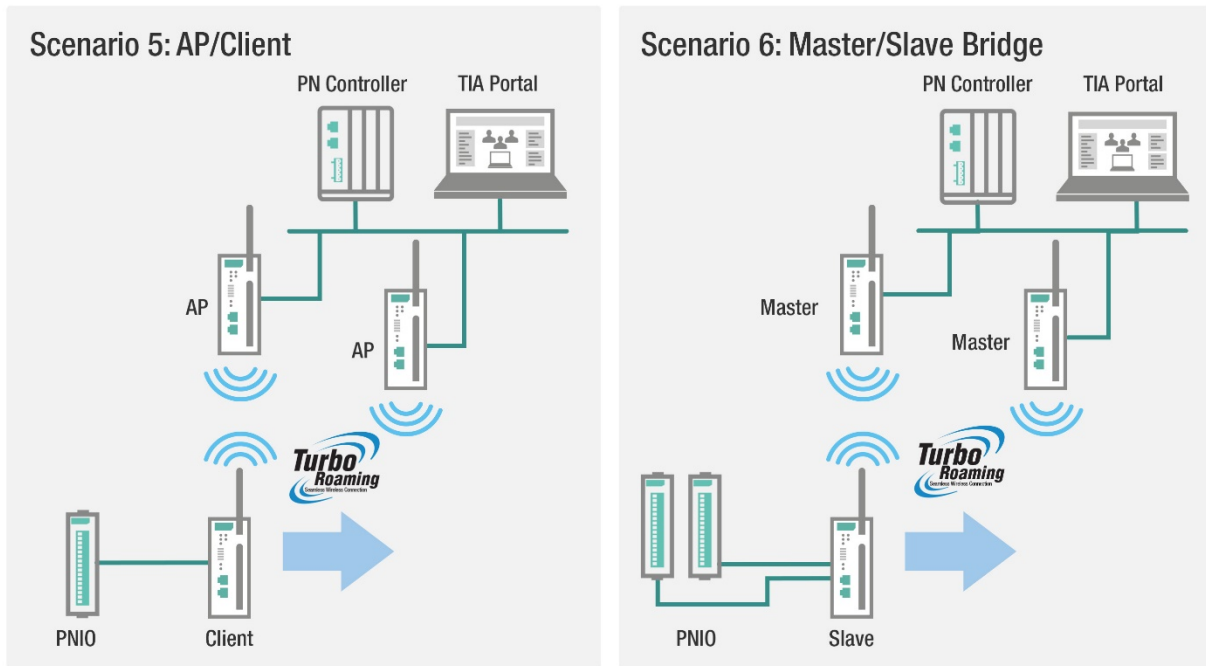 Scenario 5: AP/Client
PN Controller
TIA Portal
AP
AP
Turbo
Roaming
Seamless Wireless Connection
PNIO
Client
Scenario 6: Master/Slave Bridge
PN Controller
TIA Portal
Master
Master
Turbo
Roaming
Seamless Wireless Connection
PNIO
Slave